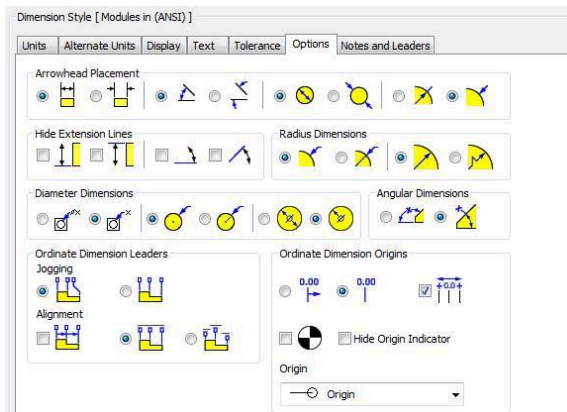 Dimension Style [ Modules in (ANSI) ]
Units Alternate Units Display Text Tolerance Options Notes and Leaders
Arrowhead Placement
Hide Extension Lines Radius Dimensions
Diameter Dimensions Angular Dimensions
Ordinate Dimension Leaders Ordinate Dimension Origins
Jogging
0.00 0.00 +0.0+
Alignment
Hide Origin Indicator
Origin
Origin